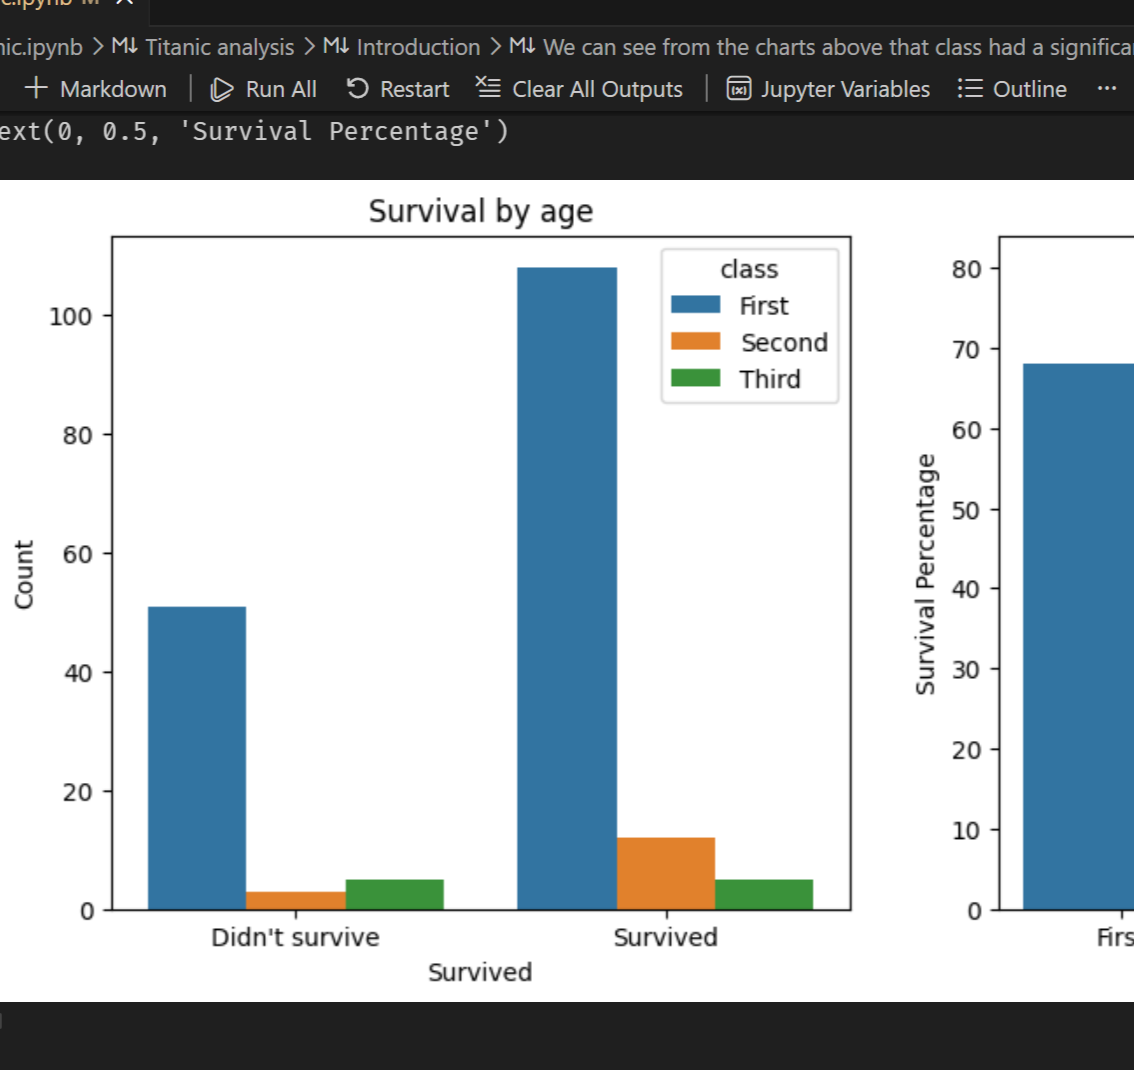 c.ipynb M
nic.ipynb > M↓ Titanic analysis > M↓ Introduction > M↓ We can see from the charts above that class had a significa
+ Markdown | Run All Restart Clear All Outputs | Jupyter Variables Outline ...
ext(0, 0.5, 'Survival Percentage')
Survival by age
class
First
Second
Third
100
80
60
40
20
0
Count
Didn't survive
Survived
Survived
80
70
60
50
40
30
20
10
0
Survival Percentage
Firs